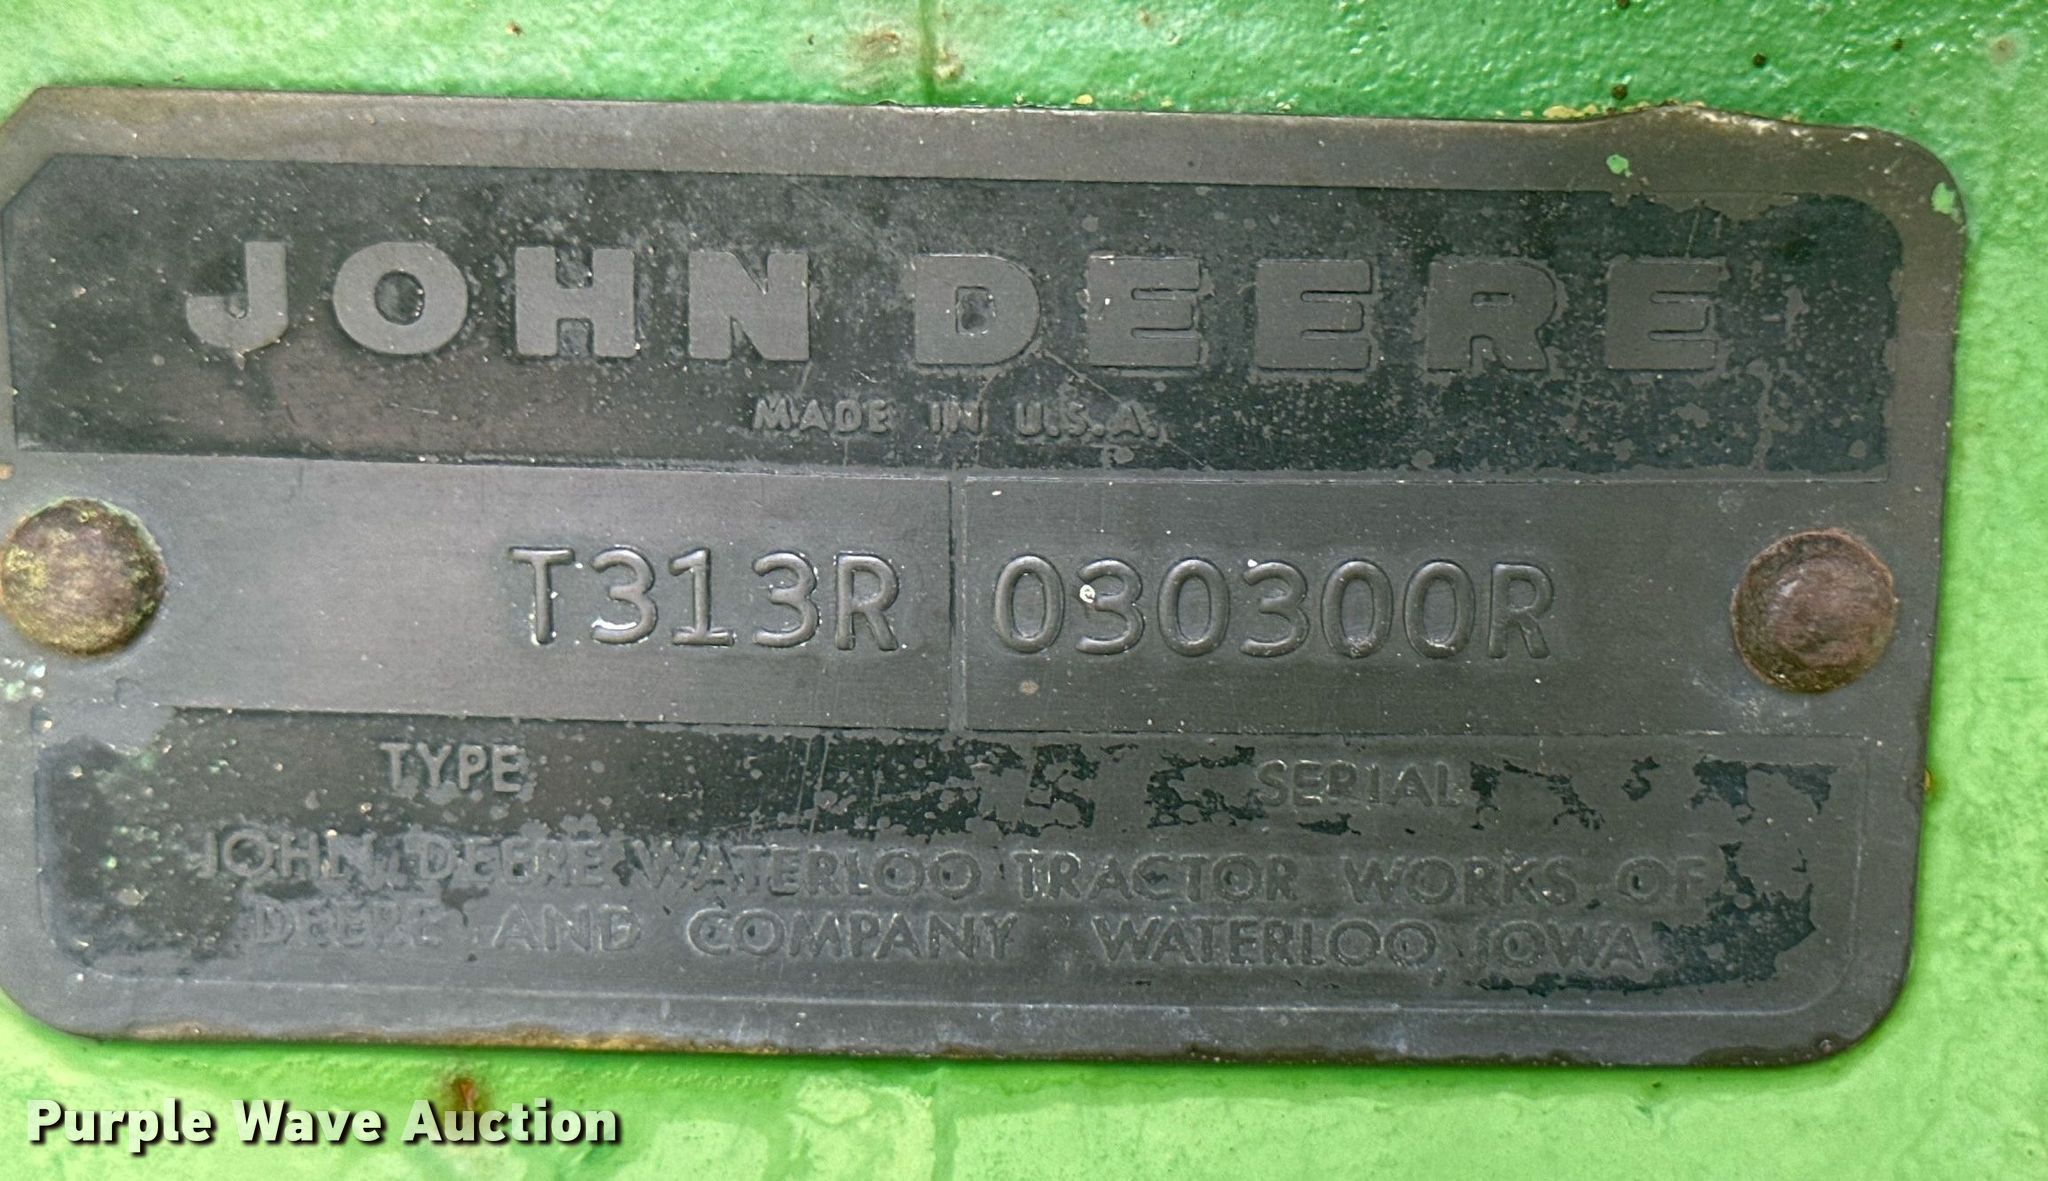 JOHN DEERE
MADE IN U.S.A.
T313R 030300R
TYPE SERIAL
JOHN DEERE WATERLOO TRACTOR WORKS OF
DEERE AND COMPANY WATERLOO IOWA
Purple Wave Auction